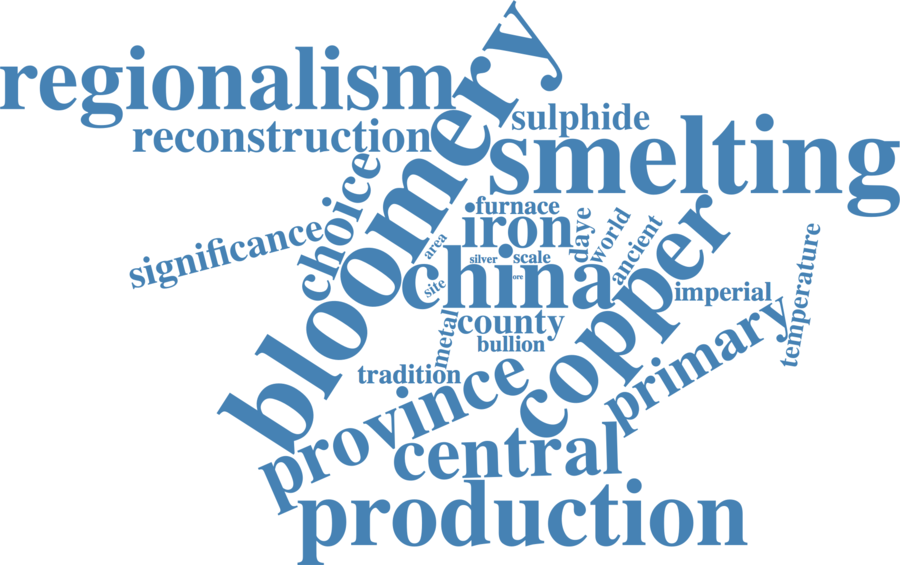 regionalism
bloomery
reconstruction
sulphide
smelting
choice
significance
furnace
iron
daye
world
ancient
copper
area
silver
scale
china
ore
site
imperial
temperature
county
metal
bullion
primary
tradition
province
central
production